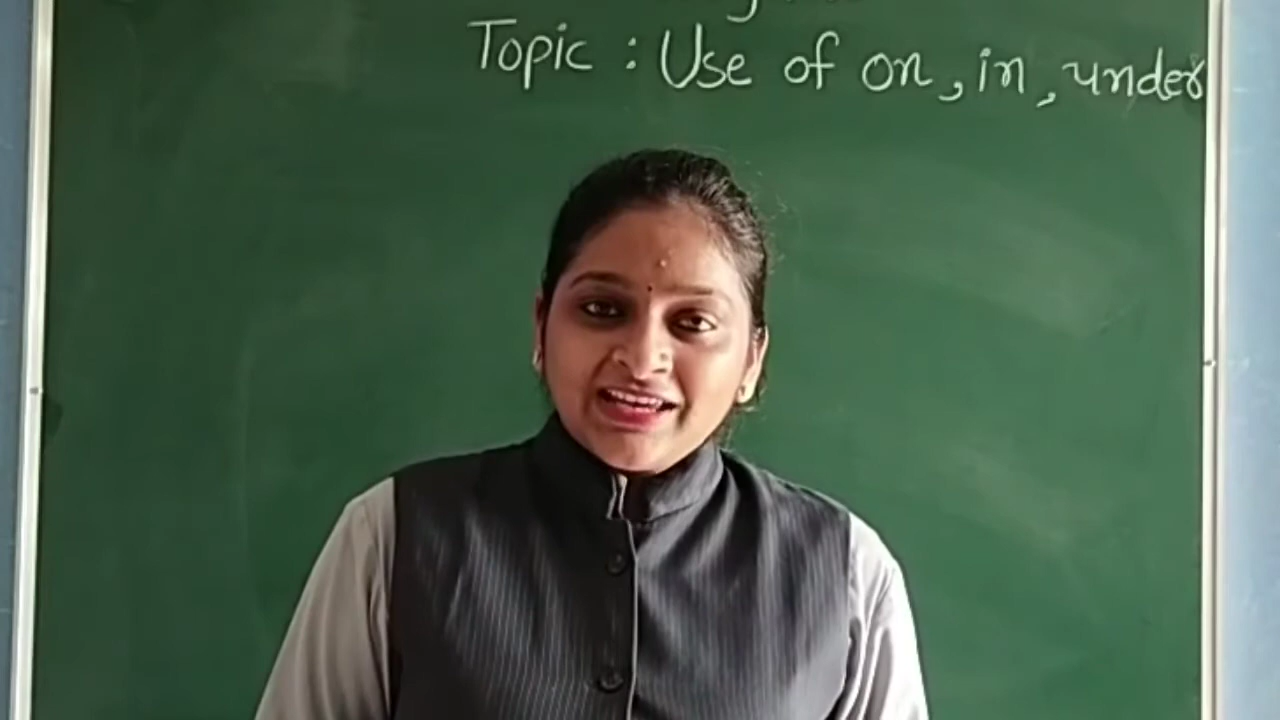 Topic : Use of on, in, under